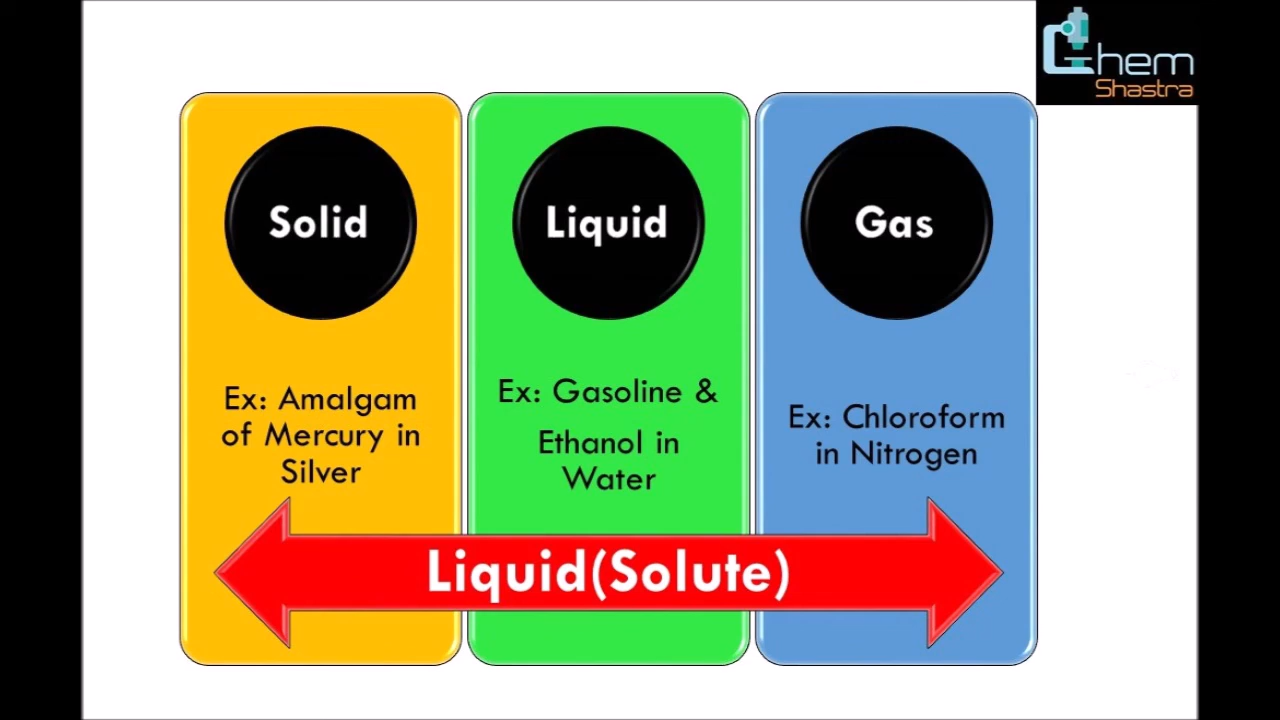 Chem
Shastra
Solid
Liquid
Gas
Ex: Amalgam
of Mercury in
Silver
Ex: Gasoline &
Ethanol in
Water
Ex: Chloroform
in Nitrogen
Liquid(Solute)